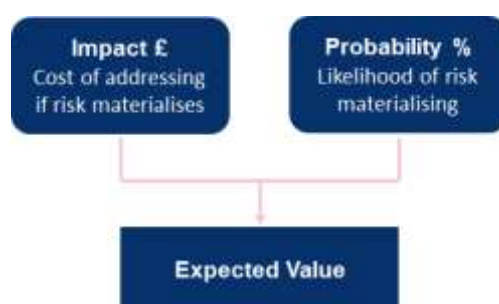 Impact £
Cost of addressing
if risk materialises
Probability %
Likelihood of risk
materialising
Expected Value